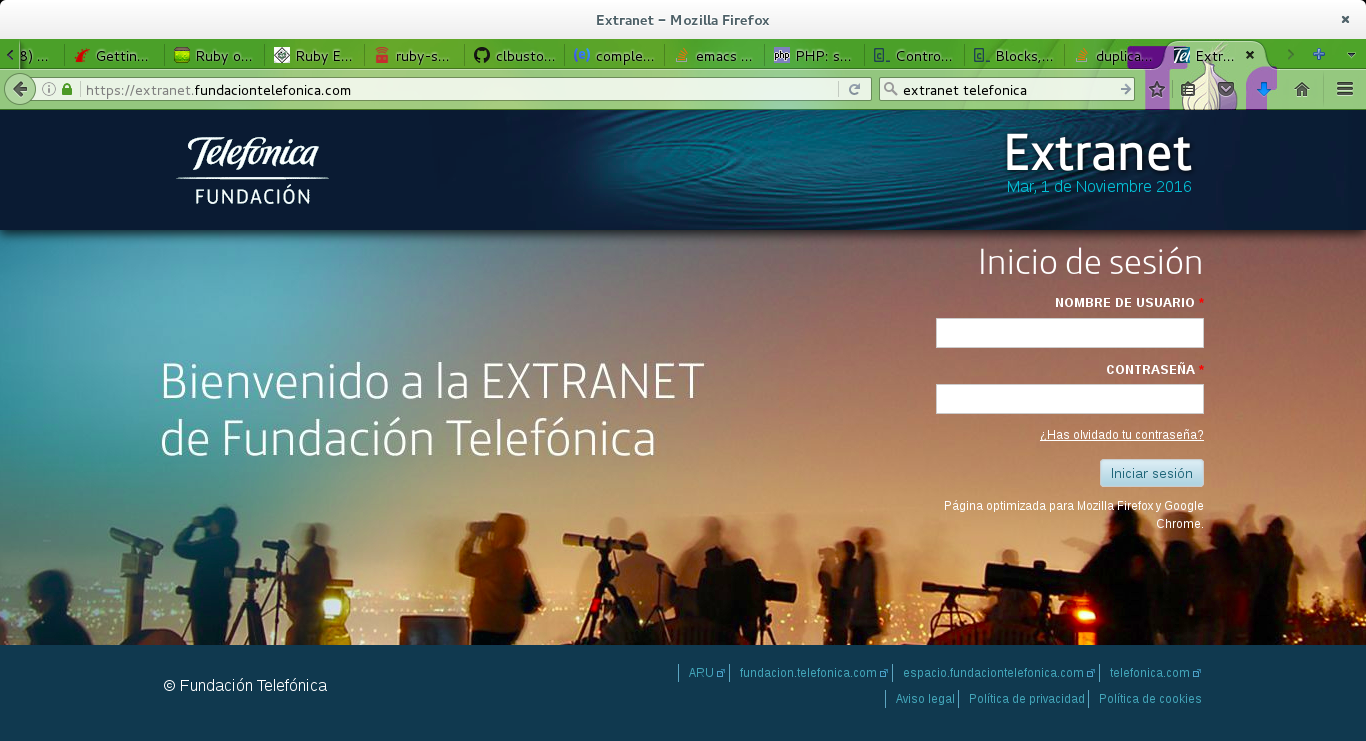 Extranet – Mozilla Firefox
8) ...
Gettin...
Ruby o...
Ruby E...
ruby-s...
clbusto...
comple...
emacs ...
PHP: s...
Contro...
Blocks,...
duplica...
Extr...
https://extranet.fundaciontelefonica.com
extranet telefonica
Telefónica
FUNDACIÓN
Extranet
Mar, 1 de Noviembre 2016
Inicio de sesión
NOMBRE DE USUARIO *
CONTRASEÑA *
¿Has olvidado tu contraseña?
Iniciar sesión
Página optimizada para Mozilla Firefox y Google
Chrome.
Bienvenido a la EXTRANET
de Fundación Telefónica
© Fundación Telefónica
ARU
fundacion.telefonica.com
espacio.fundaciontelefonica.com
telefonica.com
Aviso legal
Política de privacidad
Política de cookies